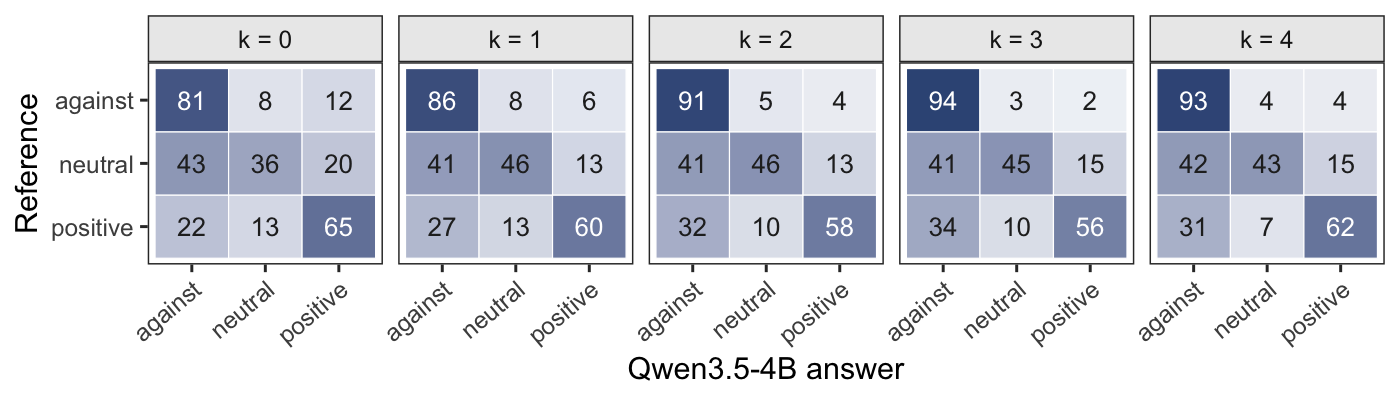 k = 0 k = 1 k = 2 k = 3 k = 4
against 81 8 12 86 8 6 91 5 4 94 3 2 93 4 4
neutral 43 36 20 41 46 13 41 46 13 41 45 15 42 43 15
positive 22 13 65 27 13 60 32 10 58 34 10 56 31 7 62
Reference
against neutral positive against neutral positive against neutral positive against neutral positive against neutral positive
Qwen3.5-4B answer